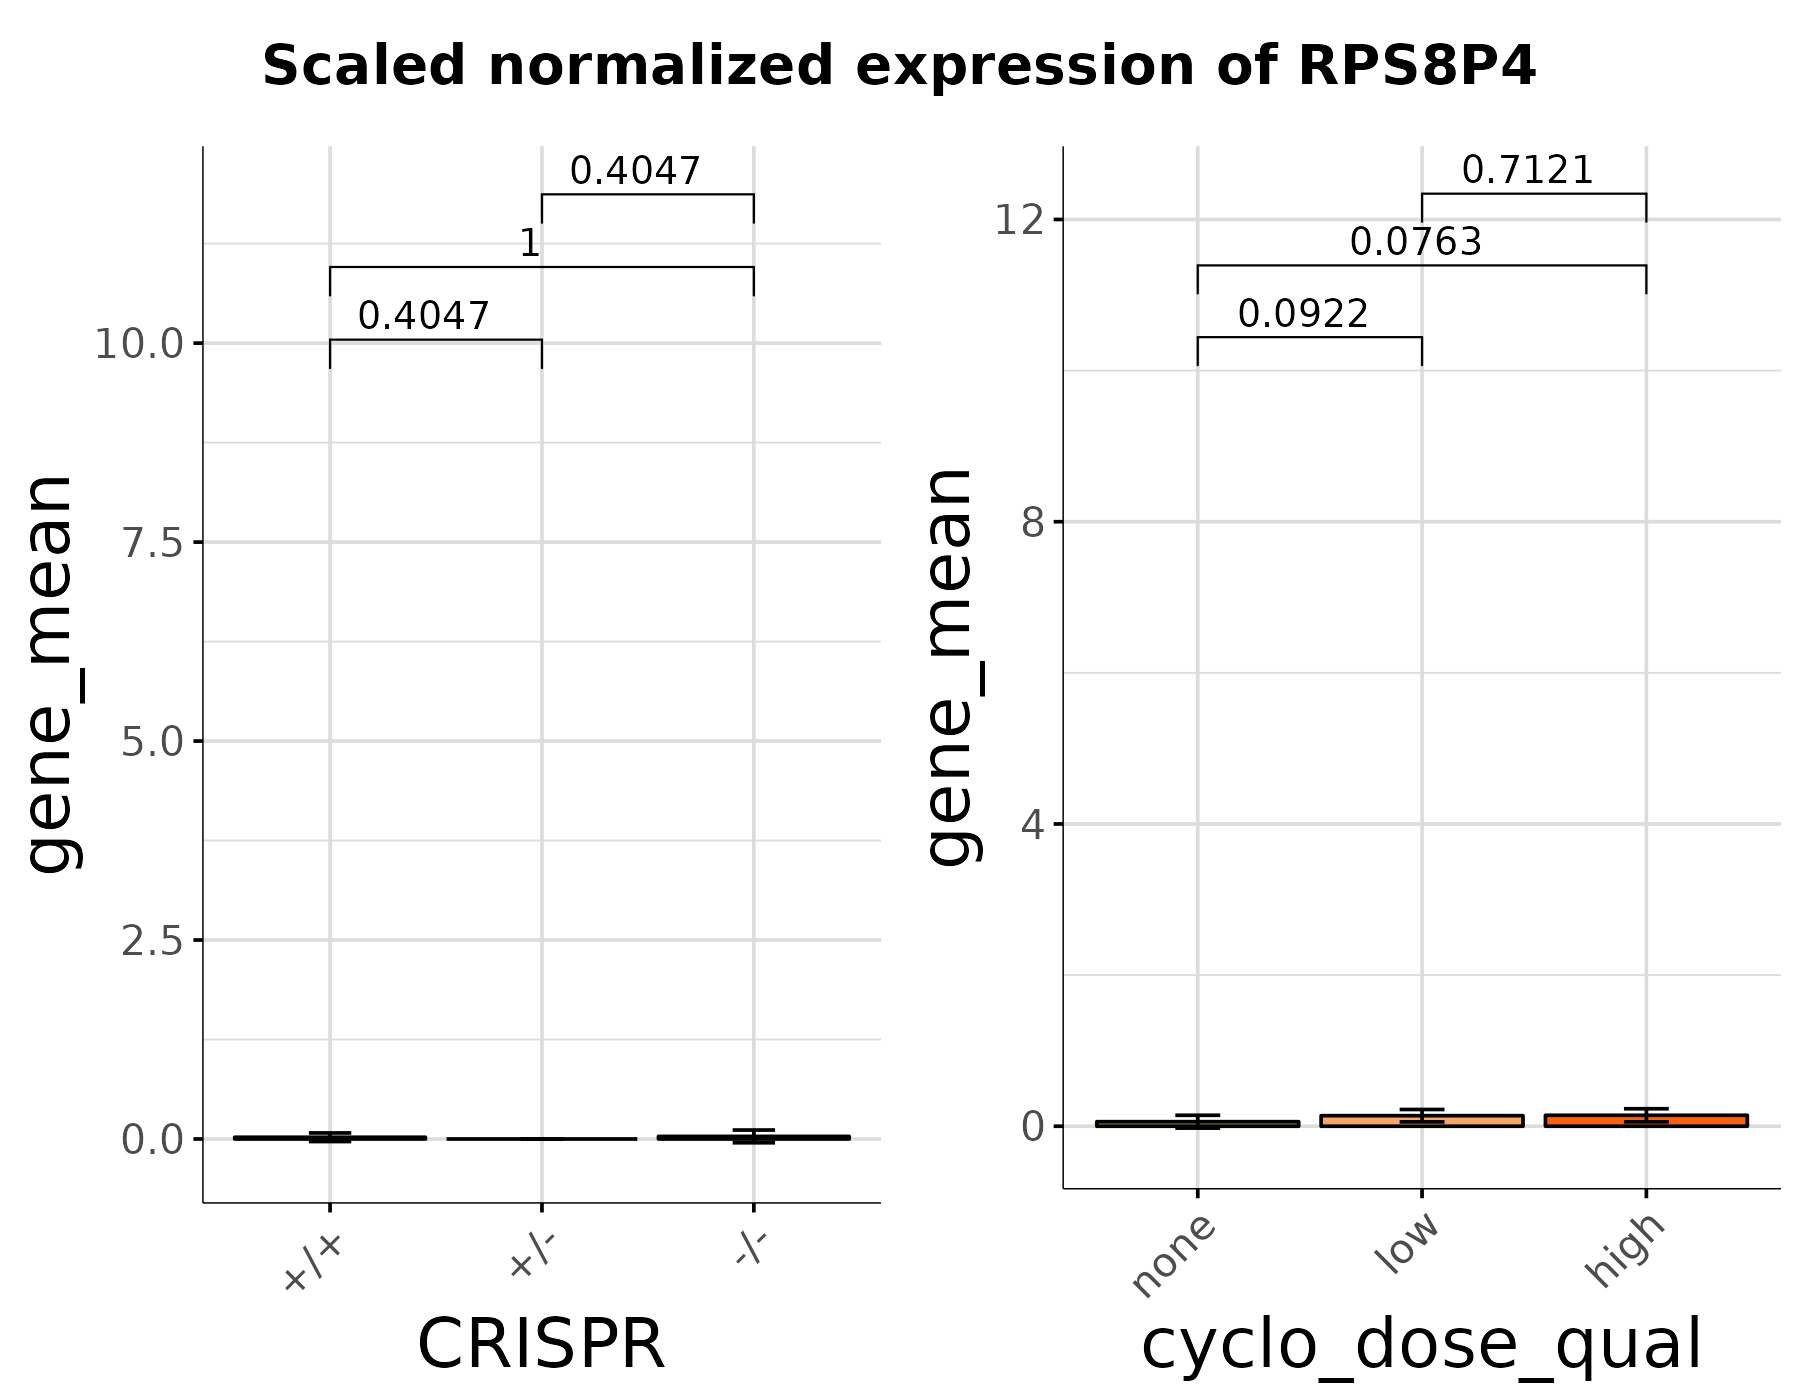 Scaled normalized expression of RPS8P4
gene_mean
10.0
7.5
5.0
2.5
0.0
0.4047
1
0.4047
+/+
+/-
-/-
CRISPR
gene_mean
12
8
4
0
0.7121
0.0763
0.0922
none
low
high
cyclo_dose_qual